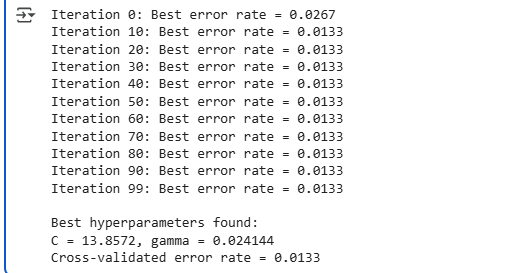 Iteration 0: Best error rate = 0.0267
Iteration 10: Best error rate = 0.0133
Iteration 20: Best error rate = 0.0133
Iteration 30: Best error rate = 0.0133
Iteration 40: Best error rate = 0.0133
Iteration 50: Best error rate = 0.0133
Iteration 60: Best error rate = 0.0133
Iteration 70: Best error rate = 0.0133
Iteration 80: Best error rate = 0.0133
Iteration 90: Best error rate = 0.0133
Iteration 99: Best error rate = 0.0133
Best hyperparameters found:
C = 13.8572, gamma = 0.024144
Cross-validated error rate = 0.0133